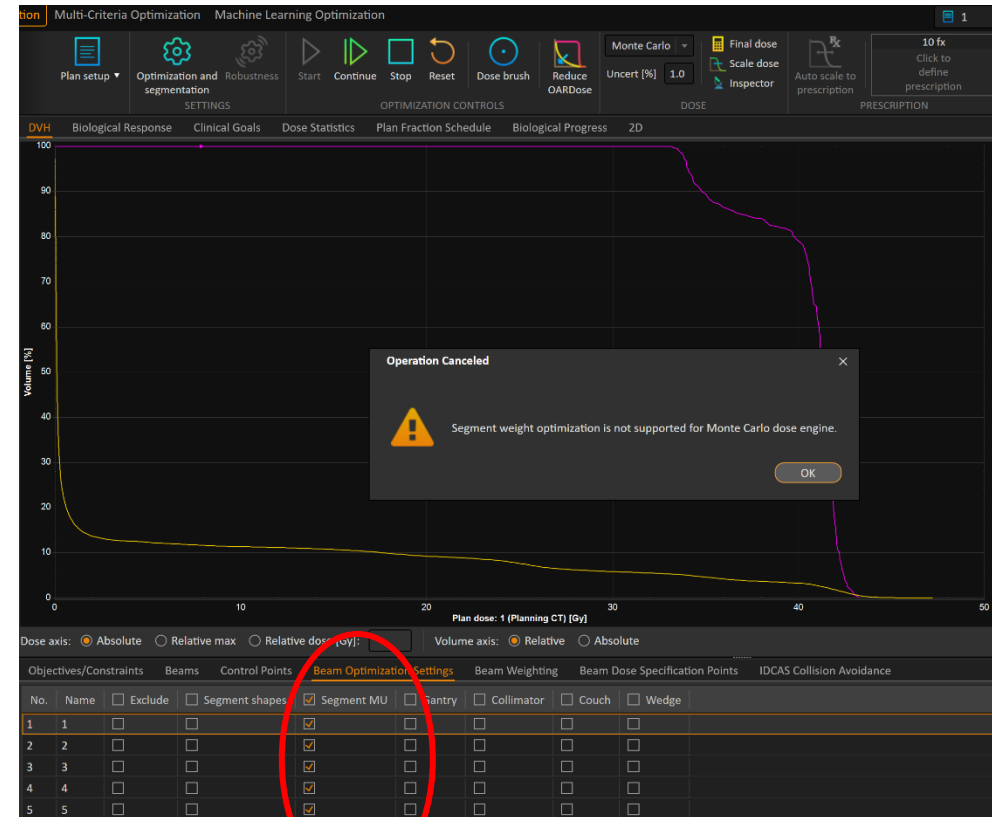 tion Multi-Criteria Optimization Machine Learning Optimization 1
Plan setup Optimization and segmentation Robustness Start Continue Stop Reset Dose brush Reduce OARDose
Monte Carlo
Uncert [%] 1.0
Final dose
Scale dose
Inspector
Rx
Auto scale to prescription
10 fx
Click to
define
prescription
SETTINGS OPTIMIZATION CONTROLS DOSE PRESCRIPTION
DVH Biological Response Clinical Goals Dose Statistics Plan Fraction Schedule Biological Progress 2D
100
90
80
70
60
50
40
30
20
10
0
Volume [%]
Operation Canceled
Segment weight optimization is not supported for Monte Carlo dose engine.
OK
0 10 20 30 40 50
Plan dose: 1 (Planning CT) [Gy]
Dose axis: Absolute Relative max Relative dose [Gy]: Volume axis: Relative Absolute
Objectives/Constraints Beams Control Points Beam Optimization Settings Beam Weighting Beam Dose Specification Points IDCAS Collision Avoidance
No. Name Exclude Segment shapes Segment MU Gantry Collimator Couch Wedge
1 1
2 2
3 3
4 4
5 5